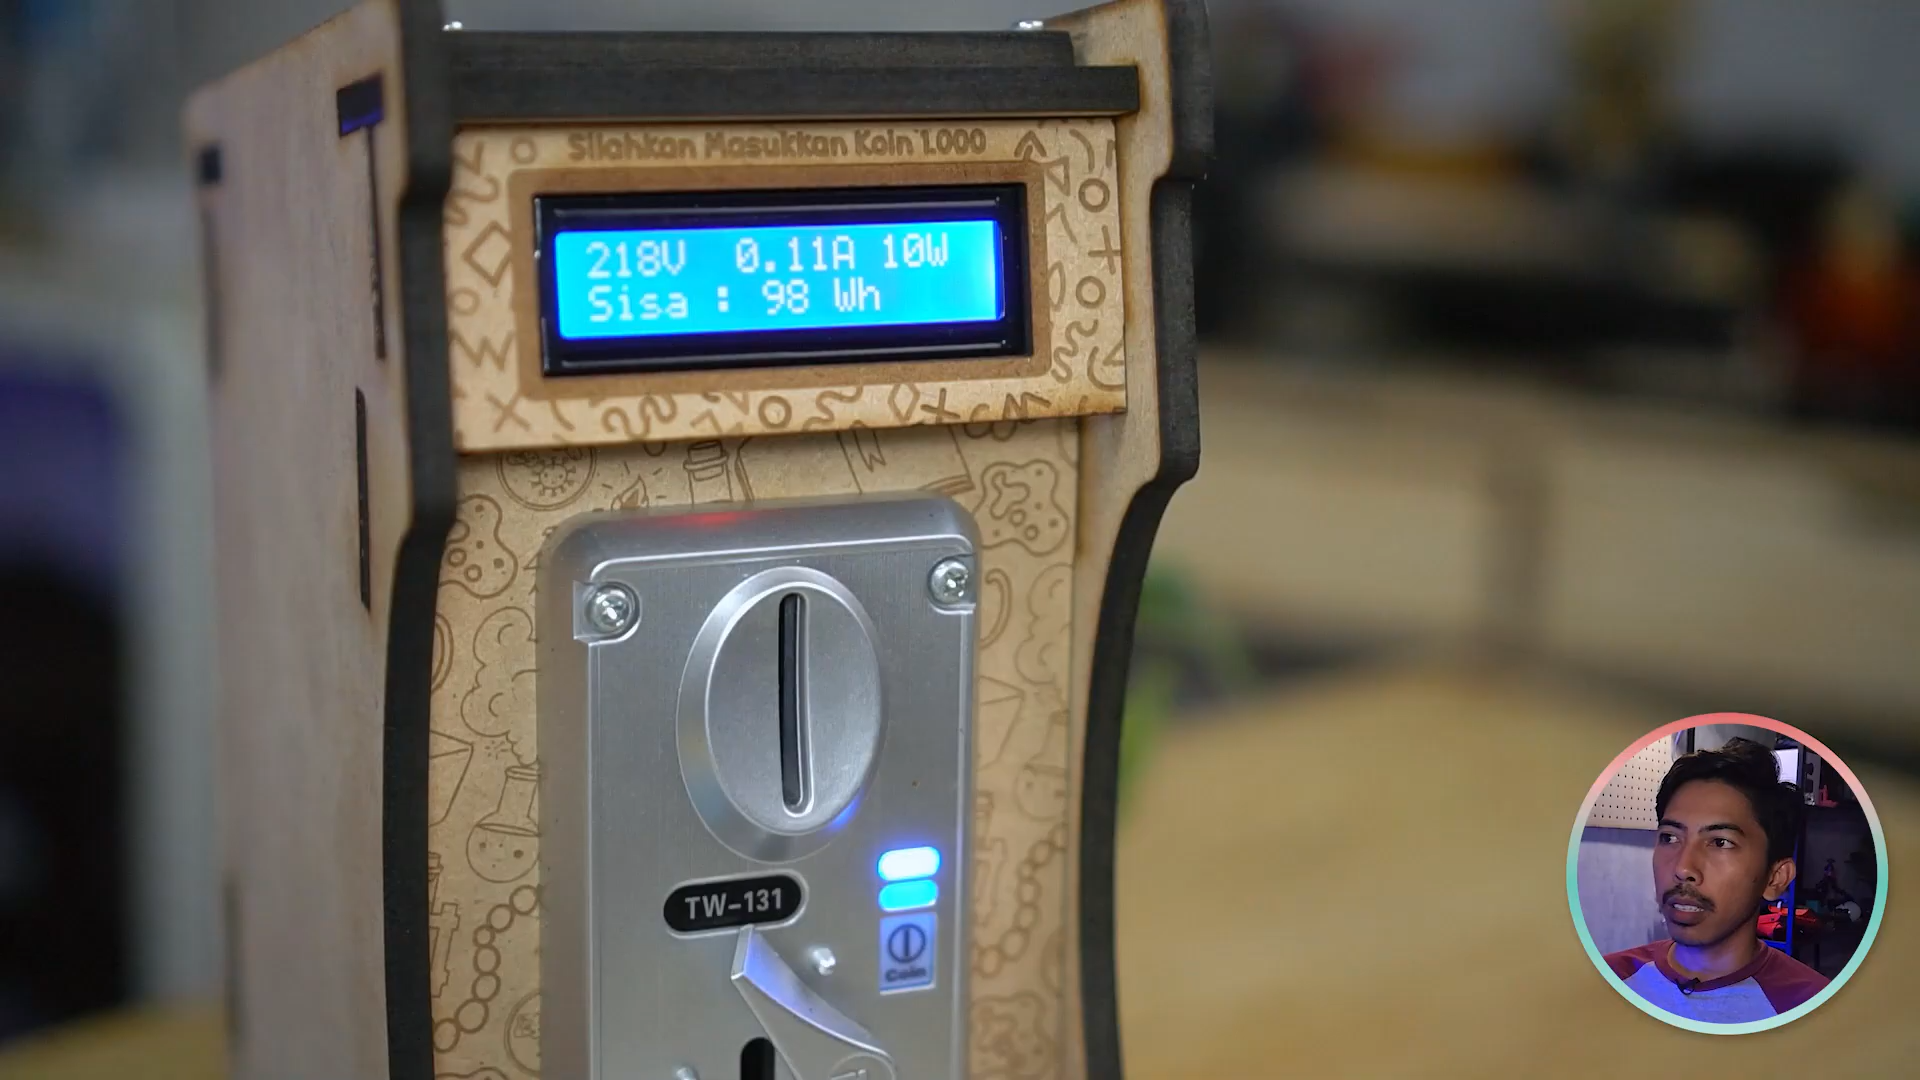 Silahkan Masukkan Koin 1.000
218V 0.11A 10W
Sisa : 98 Wh
TW-131
Coin